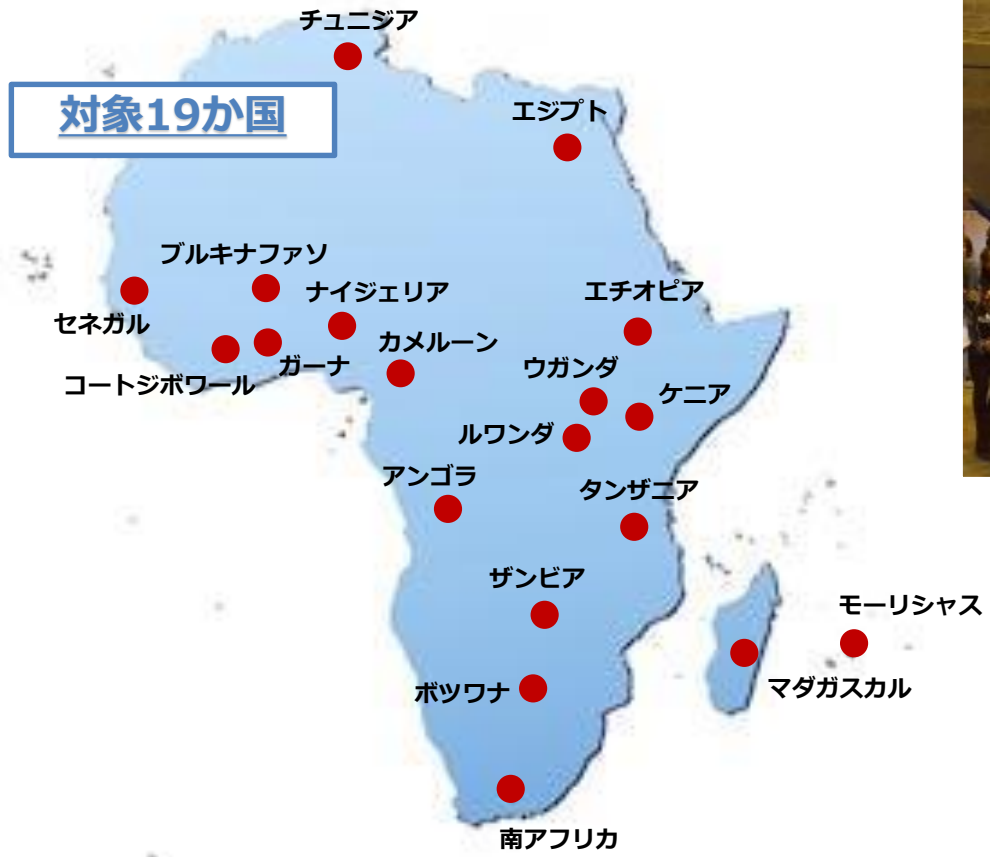 チュニジア
対象19か国
エジプト
ブルキナファソ
ナイジェリア
エチオピア
セネガル
カメルーン
ガーナ
ウガンダ
コートジボワール
ケニア
ルワンダ
アンゴラ
タンザニア
ザンビア
モーリシャス
マダガスカル
ボツワナ
南アフリカ